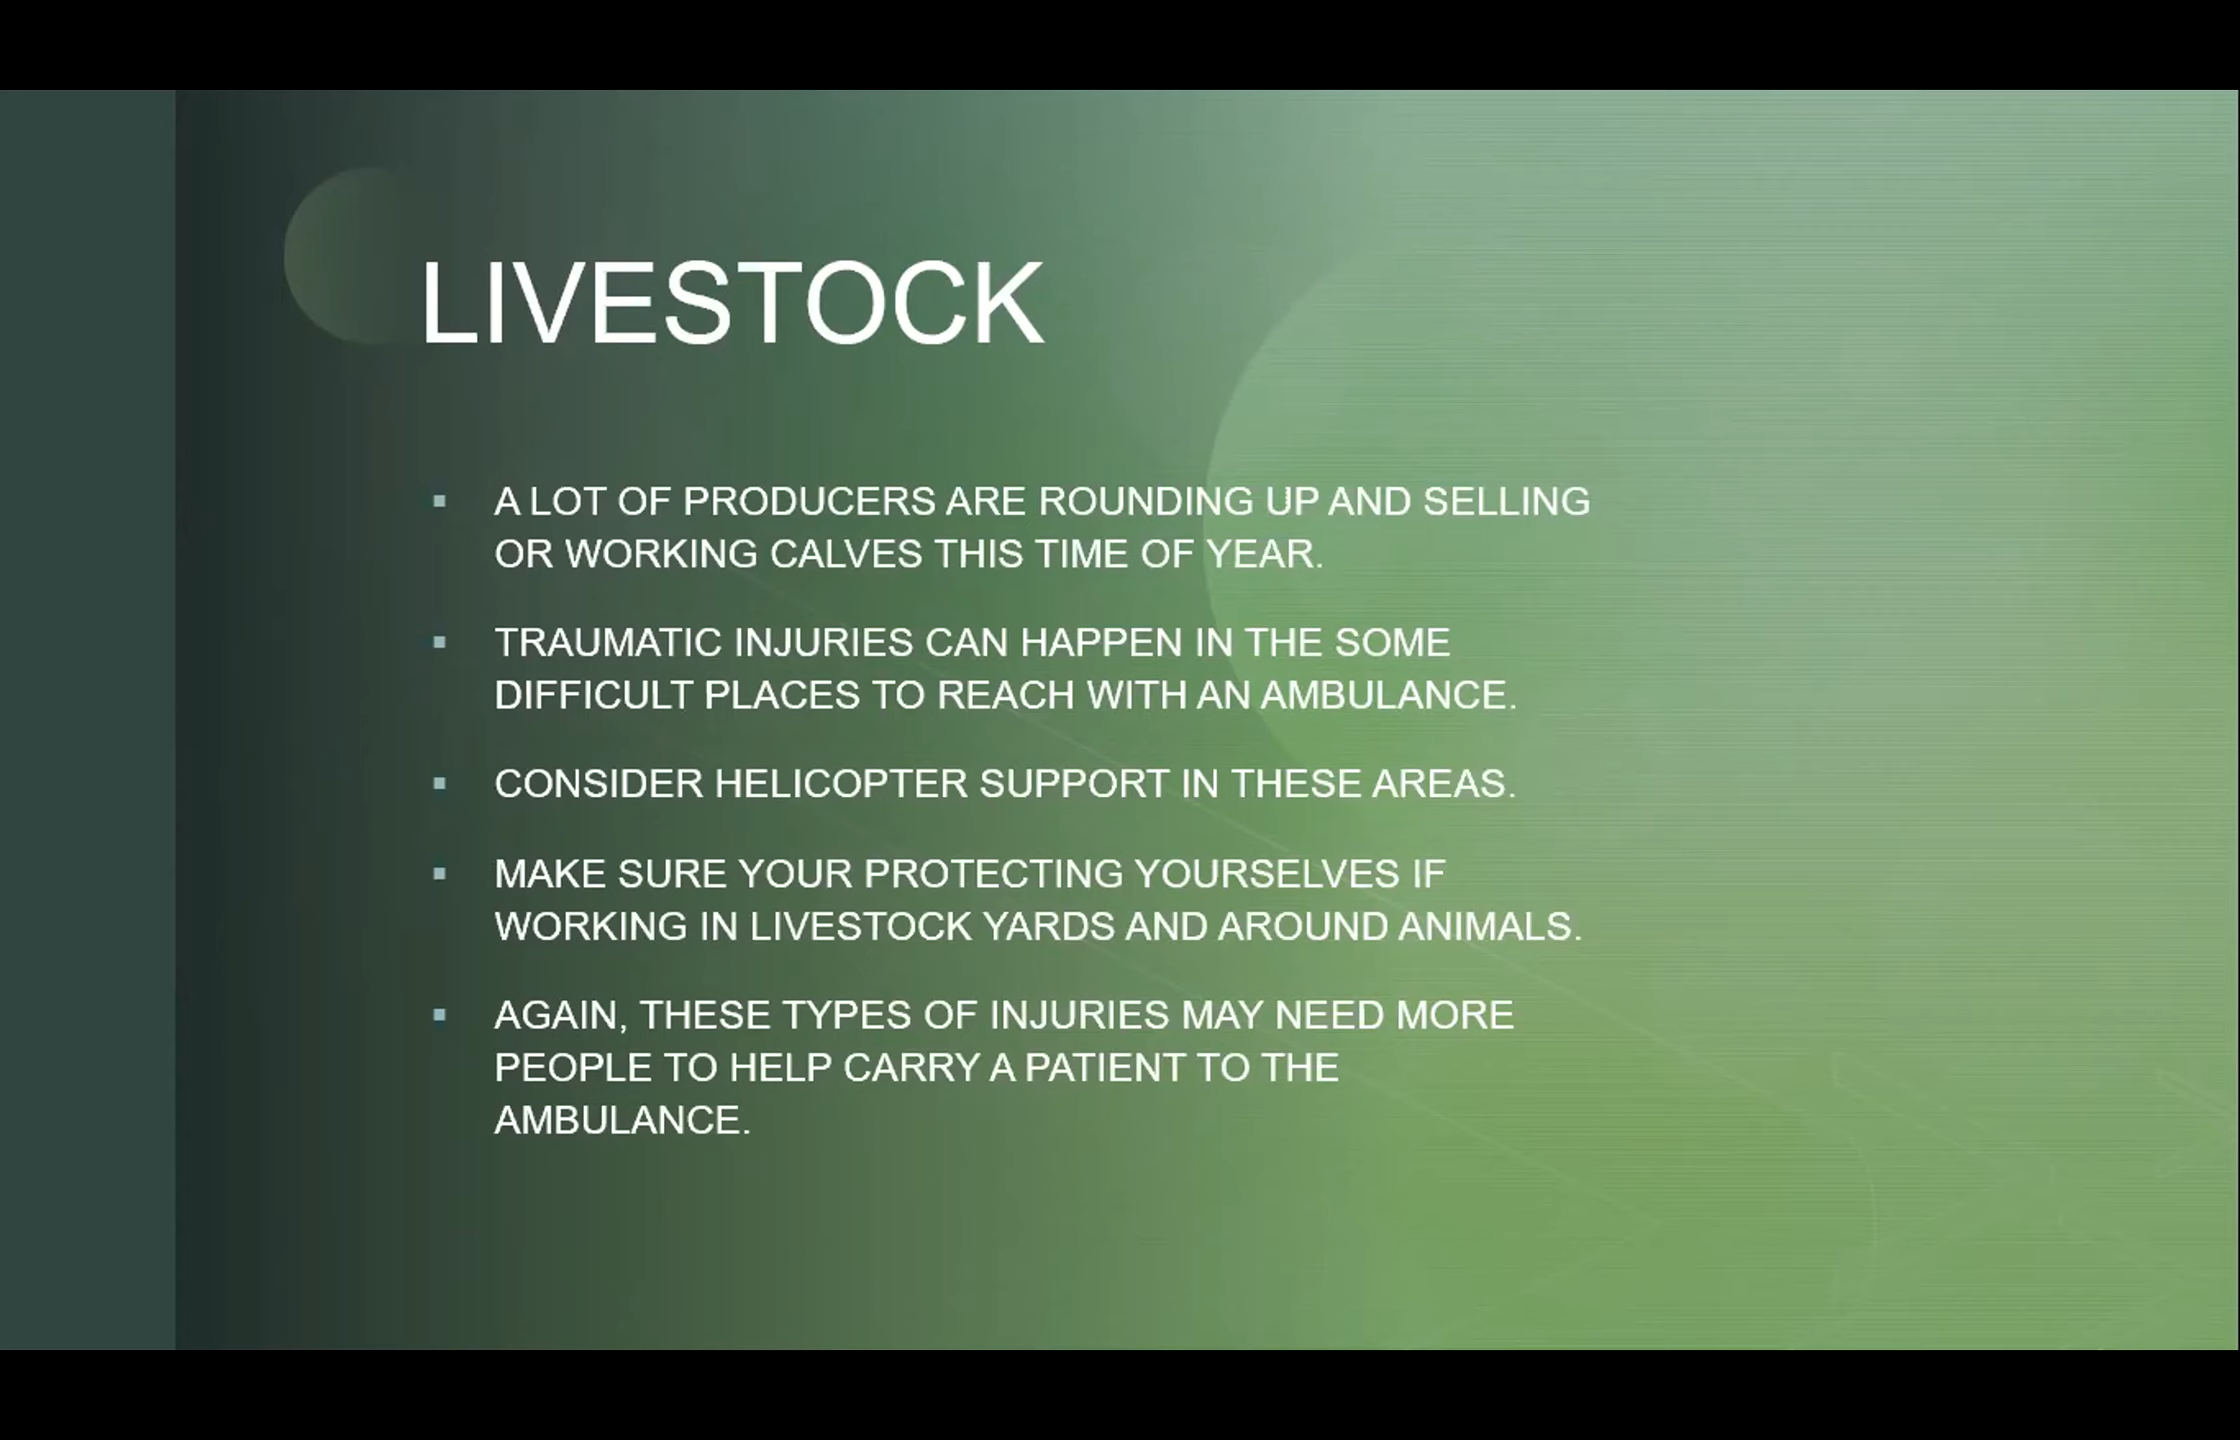 LIVESTOCK
▪ A LOT OF PRODUCERS ARE ROUNDING UP AND SELLING
OR WORKING CALVES THIS TIME OF YEAR.
▪ TRAUMATIC INJURIES CAN HAPPEN IN THE SOME
DIFFICULT PLACES TO REACH WITH AN AMBULANCE.
▪ CONSIDER HELICOPTER SUPPORT IN THESE AREAS.
▪ MAKE SURE YOUR PROTECTING YOURSELVES IF
WORKING IN LIVESTOCK YARDS AND AROUND ANIMALS.
▪ AGAIN, THESE TYPES OF INJURIES MAY NEED MORE
PEOPLE TO HELP CARRY A PATIENT TO THE
AMBULANCE.